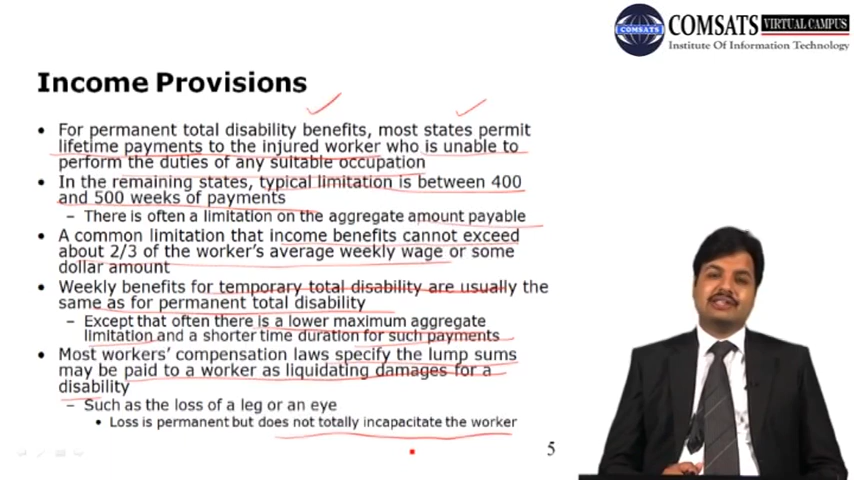 COMSATS VIRTUAL CAMPUS
COMSATS
Institute Of Information Technology
Income Provisions
• For permanent total disability benefits, most states permit
lifetime payments to the injured worker who is unable to
perform the duties of any suitable occupation
• In the remaining states, typical limitation is between 400
and 500 weeks of payments
– There is often a limitation on the aggregate amount payable
• A common limitation that income benefits cannot exceed
about 2/3 of the worker's average weekly wage or some
dollar amount
• Weekly benefits for temporary total disability are usually the
same as for permanent total disability
– Except that often there is a lower maximum aggregate
limitation and a shorter time duration for such payments
• Most workers' compensation laws specify the lump sums
may be paid to a worker as liquidating damages for a
disability
– Such as the loss of a leg or an eye
• Loss is permanent but does not totally incapacitate the worker
5